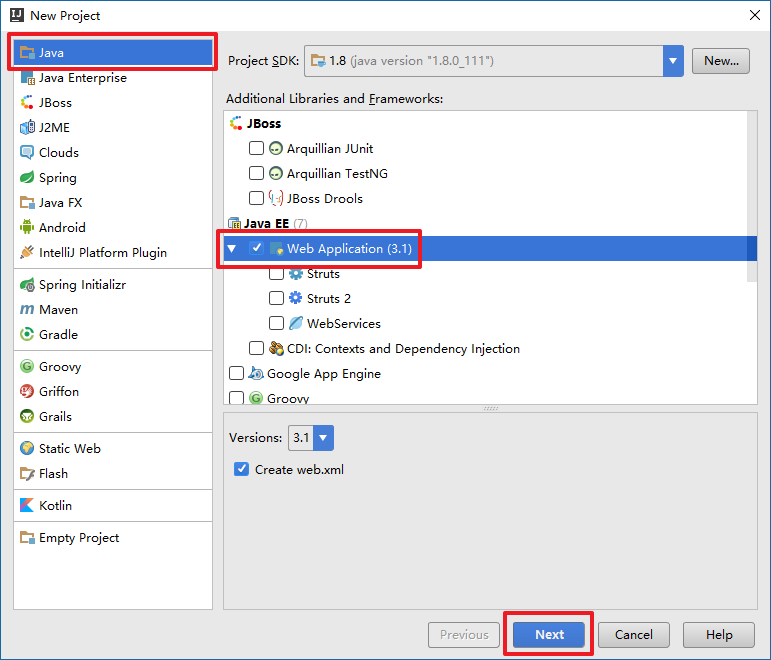 New Project
Java
Java Enterprise
JBoss
J2ME
Clouds
Spring
Java FX
Android
IntelliJ Platform Plugin
Spring Initializr
Maven
Gradle
Groovy
Griffon
Grails
Static Web
Flash
Kotlin
Empty Project
Project SDK: 1.8 (java version "1.8.0_111") New...
Additional Libraries and Frameworks:
JBoss
Arquillian JUnit
Arquillian TestNG
JBoss Drools
Java EE (7)
Web Application (3.1)
Struts
Struts 2
WebServices
CDI: Contexts and Dependency Injection
Google App Engine
Groovy
Versions: 3.1
Create web.xml
Previous Next Cancel Help